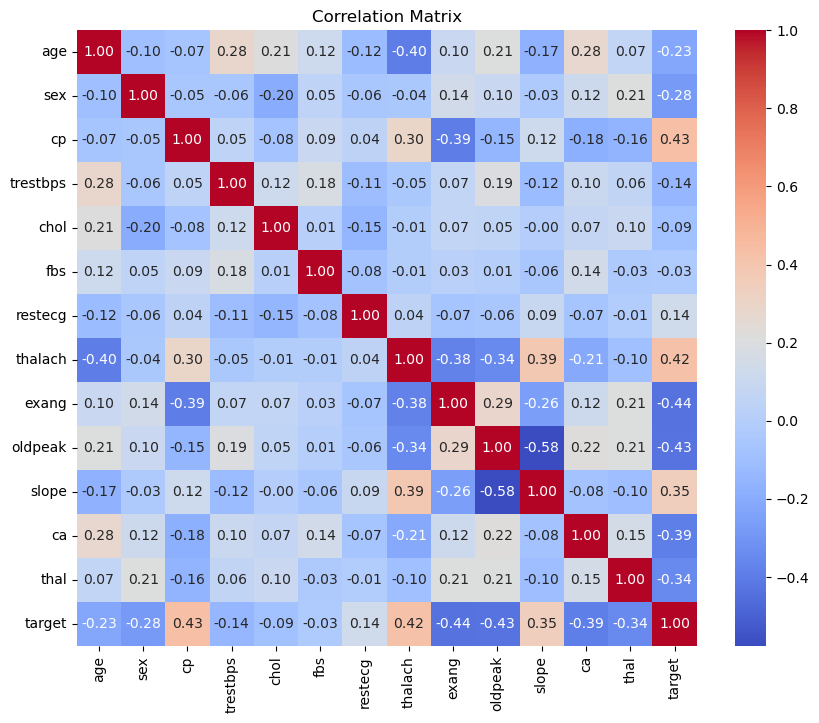 Correlation Matrix
age 1.00 -0.10 -0.07 0.28 0.21 0.12 -0.12 -0.40 0.10 0.21 -0.17 0.28 0.07 -0.23
sex -0.10 1.00 -0.05 -0.06 -0.20 0.05 -0.06 -0.04 0.14 0.10 -0.03 0.12 0.21 -0.28
cp -0.07 -0.05 1.00 0.05 -0.08 0.09 0.04 0.30 -0.39 -0.15 0.12 -0.18 -0.16 0.43
trestbps 0.28 -0.06 0.05 1.00 0.12 0.18 -0.11 -0.05 0.07 0.19 -0.12 0.10 0.06 -0.14
chol 0.21 -0.20 -0.08 0.12 1.00 0.01 -0.15 -0.01 0.07 0.05 -0.00 0.07 0.10 -0.09
fbs 0.12 0.05 0.09 0.18 0.01 1.00 -0.08 -0.01 0.03 0.01 -0.06 0.14 -0.03 -0.03
restecg -0.12 -0.06 0.04 -0.11 -0.15 -0.08 1.00 0.04 -0.07 -0.06 0.09 -0.07 -0.01 0.14
thalach -0.40 -0.04 0.30 -0.05 -0.01 -0.01 0.04 1.00 -0.38 -0.34 0.39 -0.21 -0.10 0.42
exang 0.10 0.14 -0.39 0.07 0.07 0.03 -0.07 -0.38 1.00 0.29 -0.26 0.12 0.21 -0.44
oldpeak 0.21 0.10 -0.15 0.19 0.05 0.01 -0.06 -0.34 0.29 1.00 -0.58 0.22 0.21 -0.43
slope -0.17 -0.03 0.12 -0.12 -0.00 -0.06 0.09 0.39 -0.26 -0.58 1.00 -0.08 -0.10 0.35
ca 0.28 0.12 -0.18 0.10 0.07 0.14 -0.07 -0.21 0.12 0.22 -0.08 1.00 0.15 -0.39
thal 0.07 0.21 -0.16 0.06 0.10 -0.03 -0.01 -0.10 0.21 0.21 -0.10 0.15 1.00 -0.34
target -0.23 -0.28 0.43 -0.14 -0.09 -0.03 0.14 0.42 -0.44 -0.43 0.35 -0.39 -0.34 1.00
age sex cp trestbps chol fbs restecg thalach exang oldpeak slope ca thal target
1.0
0.8
0.6
0.4
0.2
0.0
−0.2
−0.4